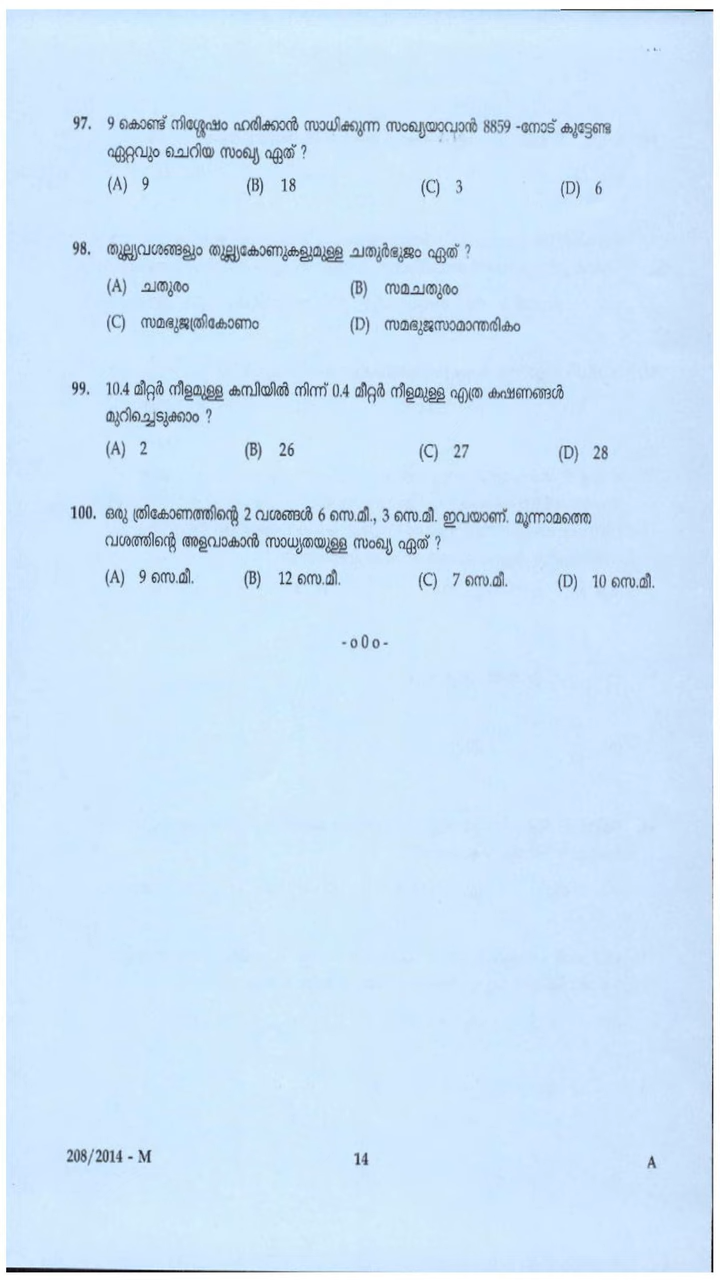 97. 9 കൊണ്ട് നിശ്ശേഷം ഹരിക്കാൻ സാധിക്കുന്ന സംഖ്യയാവാൻ 8859 -നോട് കൂട്ടേണ്ട
ഏറ്റവും ചെറിയ സംഖ്യ ഏത് ?
(A) 9 (B) 18 (C) 3 (D) 6
98. തുല്ല്യവശങ്ങളും തുല്ല്യകോണുകളുമുള്ള ചതുർഭുജം ഏത് ?
(A) ചതുരം (B) സമചതുരം
(C) സമഭുജത്രികോണം (D) സമഭുജസാമാന്തരികം
99. 10.4 മീറ്റർ നീളമുള്ള കമ്പിയിൽ നിന്ന് 0.4 മീറ്റർ നീളമുള്ള എത്ര കഷണങ്ങൾ
മുറിച്ചെടുക്കാം ?
(A) 2 (B) 26 (C) 27 (D) 28
100. ഒരു ത്രികോണത്തിന്റെ 2 വശങ്ങൾ 6 സെ.മീ., 3 സെ.മീ. ഇവയാണ്. മൂന്നാമത്തെ
വശത്തിന്റെ അളവാകാൻ സാധ്യതയുള്ള സംഖ്യ ഏത് ?
(A) 9 സെ.മീ. (B) 12 സെ.മീ. (C) 7 സെ.മീ. (D) 10 സെ.മീ.
-o0o-
208/2014 - M 14 A